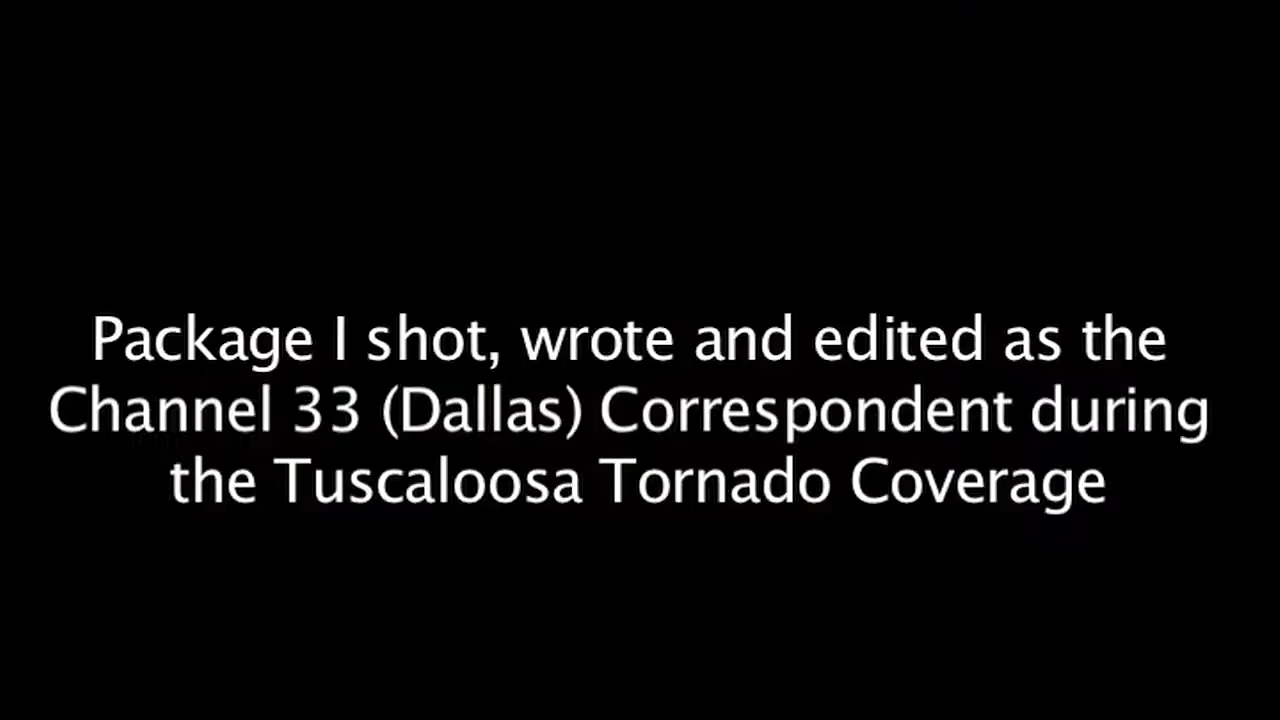 Package I shot, wrote and edited as the
Channel 33 (Dallas) Correspondent during
the Tuscaloosa Tornado Coverage